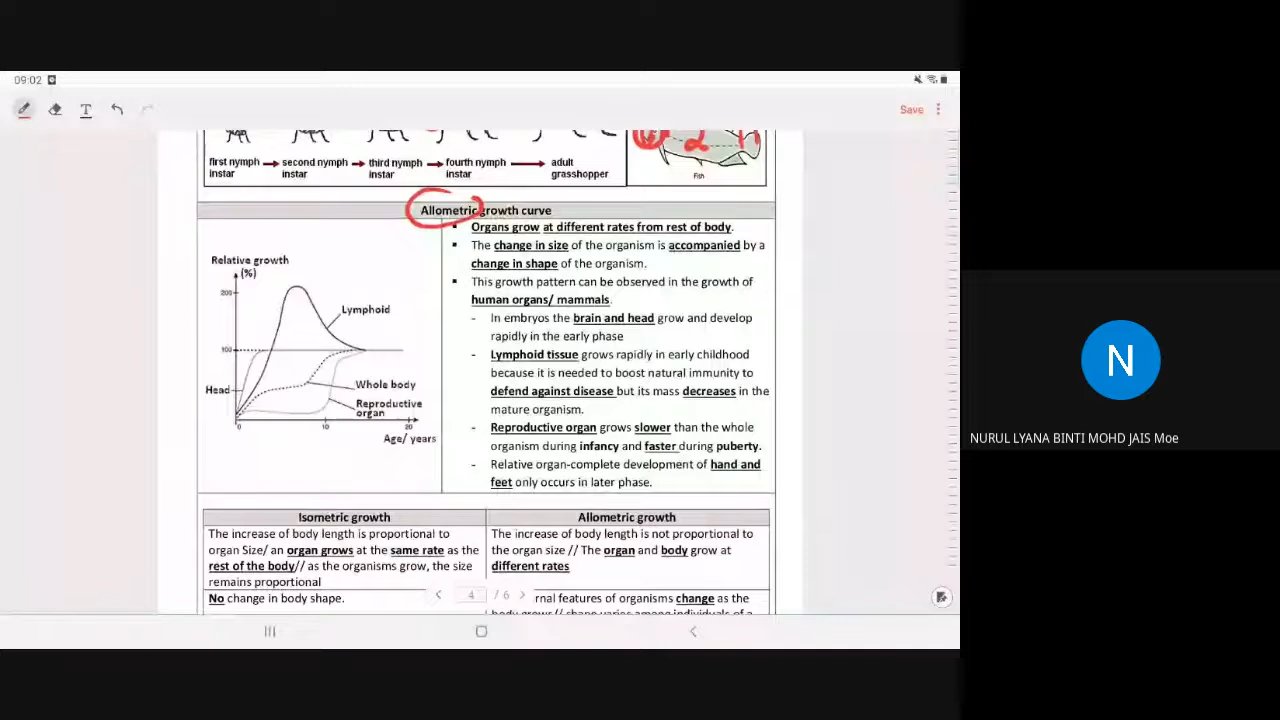 09:02
T
Save
2
first nymph second nymph third nymph fourth nymph adult
instar instar instar instar grasshopper
Fish
Allometric growth curve
Relative growth
(%)
200
Lymphoid
100
Head
Whole body
Reproductive
organ
0 10 20
Age/ years
▪ Organs grow at different rates from rest of body.
▪ The change in size of the organism is accompanied by a
change in shape of the organism.
▪ This growth pattern can be observed in the growth of
human organs/ mammals.
- In embryos the brain and head grow and develop
rapidly in the early phase
- Lymphoid tissue grows rapidly in early childhood
because it is needed to boost natural immunity to
defend against disease but its mass decreases in the
mature organism.
- Reproductive organ grows slower than the whole
organism during infancy and faster during puberty.
- Relative organ-complete development of hand and
feet only occurs in later phase.
Isometric growth
The increase of body length is proportional to
organ Size/ an organ grows at the same rate as the
rest of the body// as the organisms grow, the size
remains proportional
No change in body shape.
Allometric growth
The increase of body length is not proportional to
the organ size // The organ and body grow at
different rates
rnal features of organisms change as the
body grows// shape varies among individuals of a
4 / 6
N
NURUL LYANA BINTI MOHD JAIS Moe